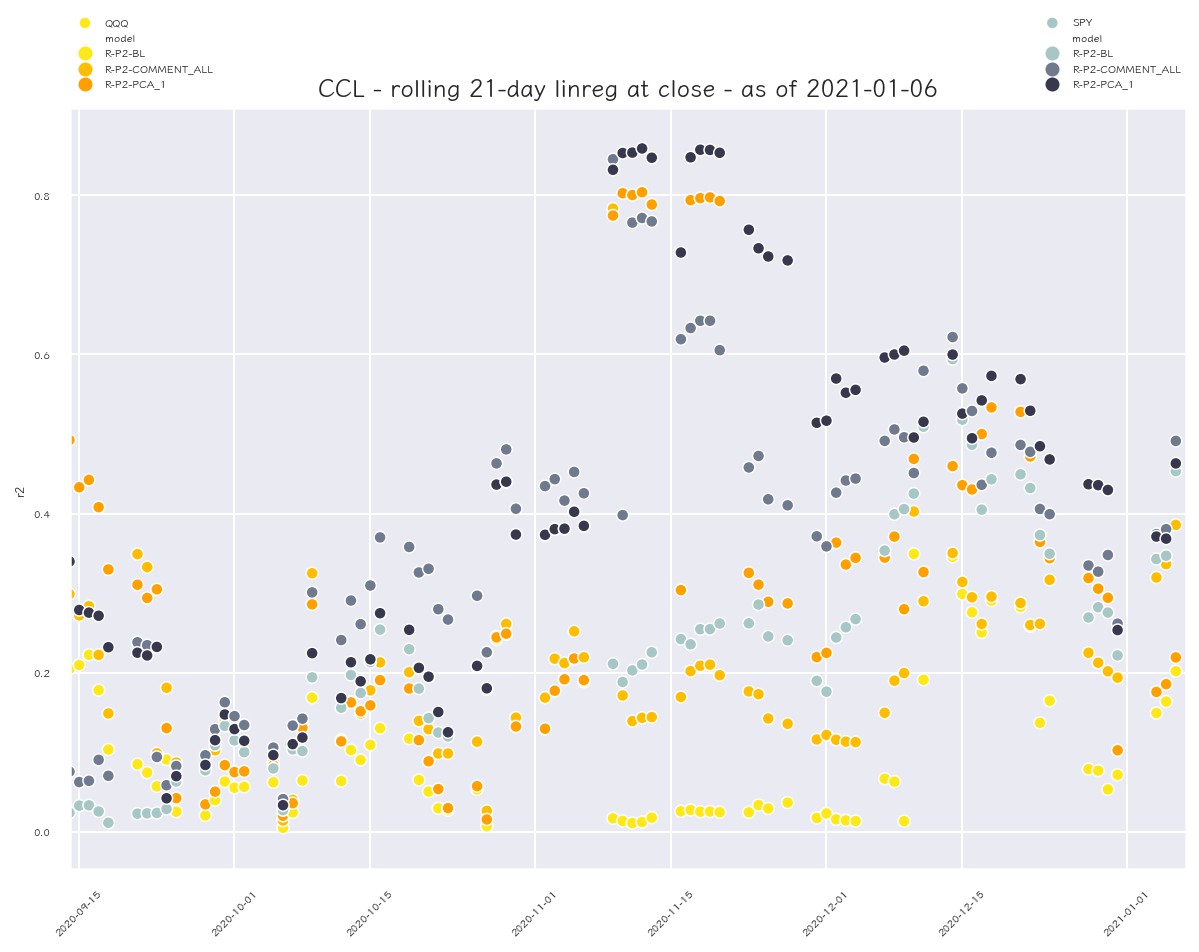 QQQ
model
R-P2-BL
R-P2-COMMENT_ALL
R-P2-PCA_1
SPY
model
R-P2-BL
R-P2-COMMENT_ALL
R-P2-PCA_1
CCL - rolling 21-day linreg at close - as of 2021-01-06
r2
0.8
0.6
0.4
0.2
0.0
2020-09-15
2020-10-01
2020-10-15
2020-11-01
2020-11-15
2020-12-01
2020-12-15
2021-01-01